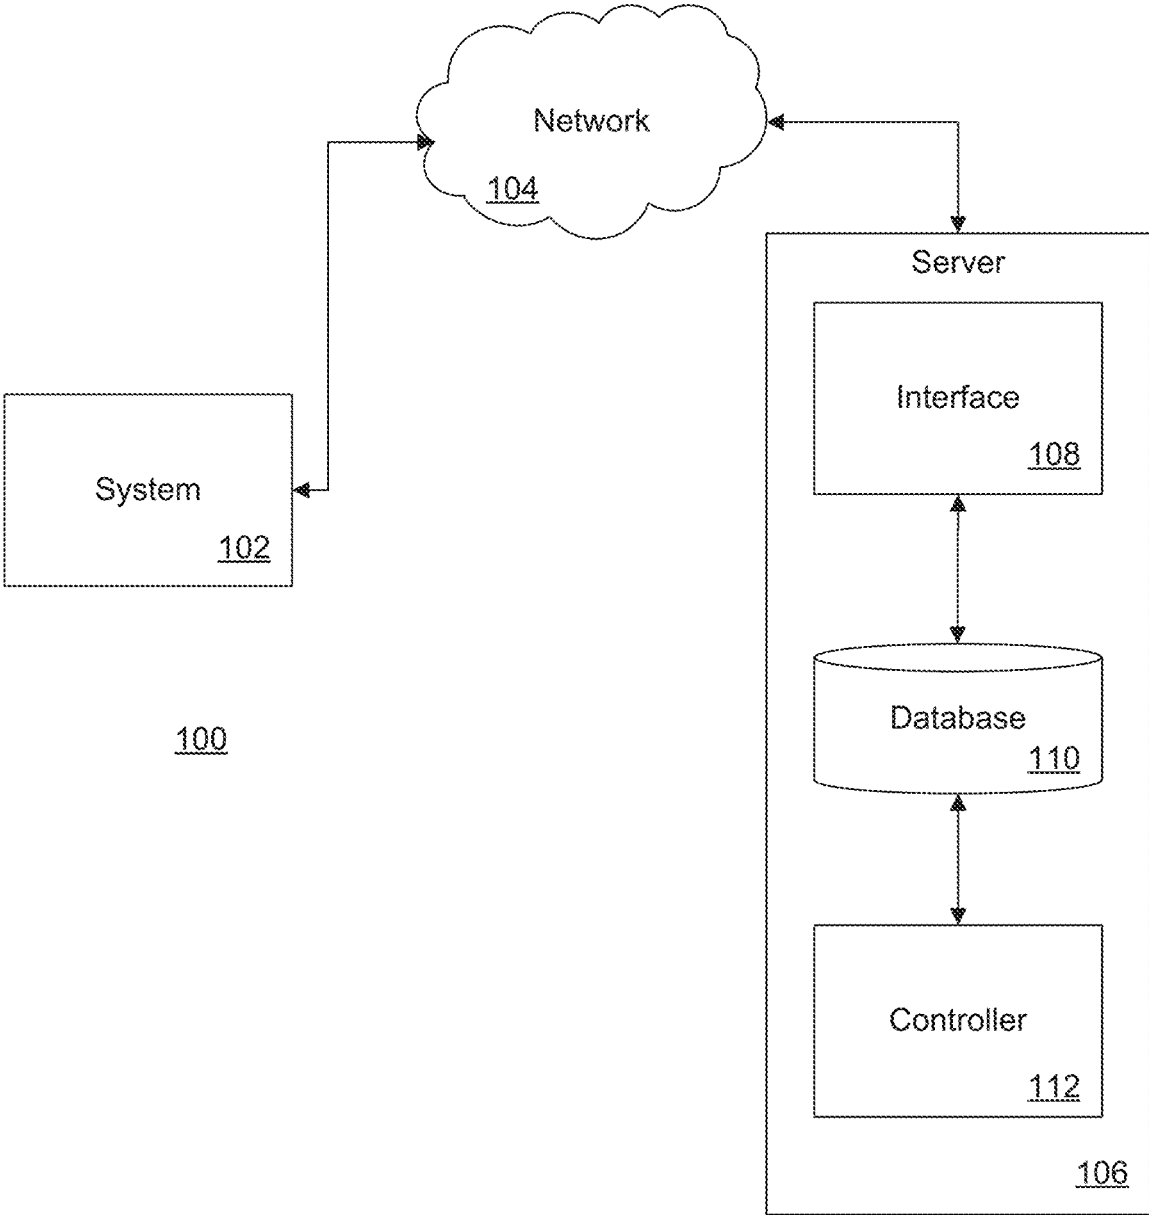 Network
104
Server
Interface
108
System
102
Database
110
100
Controller
112
106